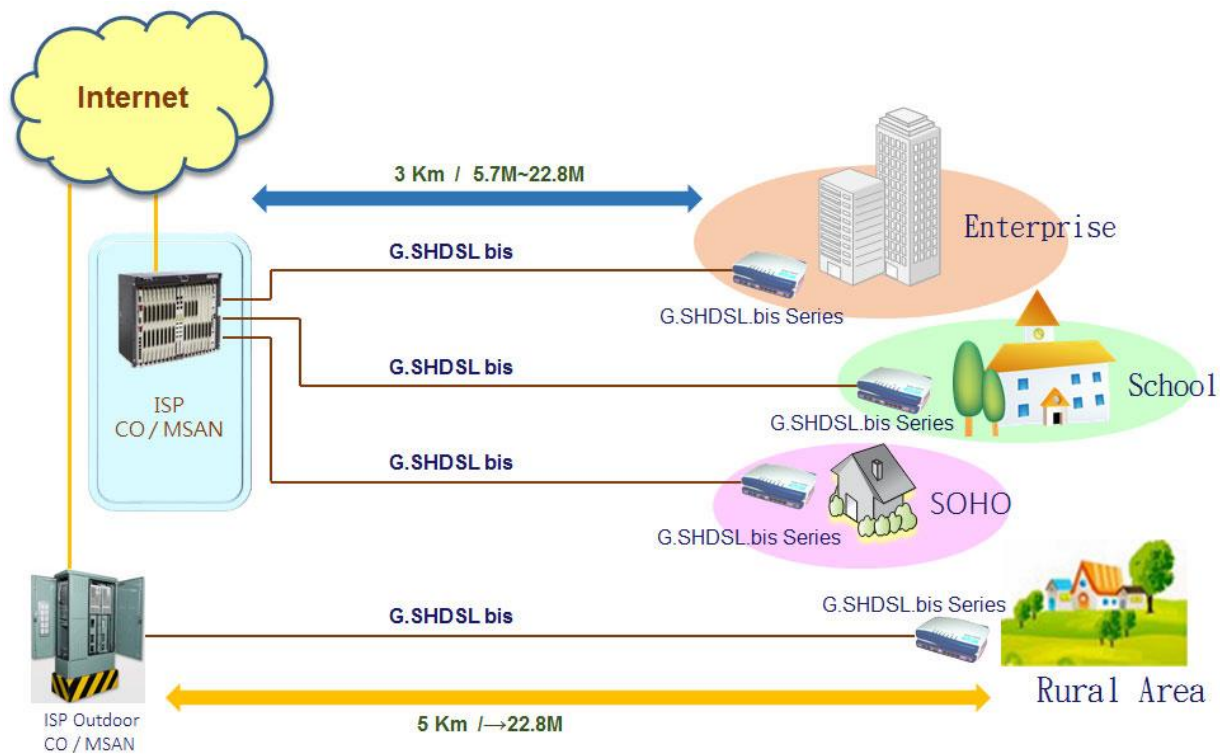 Internet
3 Km / 5.7M~22.8M
Enterprise
G.SHDSL bis
G.SHDSL.bis Series
G.SHDSL bis
School
G.SHDSL.bis Series
ISP
CO / MSAN
G.SHDSL bis
SOHO
G.SHDSL.bis Series
G.SHDSL.bis Series
G.SHDSL bis
Rural Area
5 Km /→22.8M
ISP Outdoor
CO / MSAN